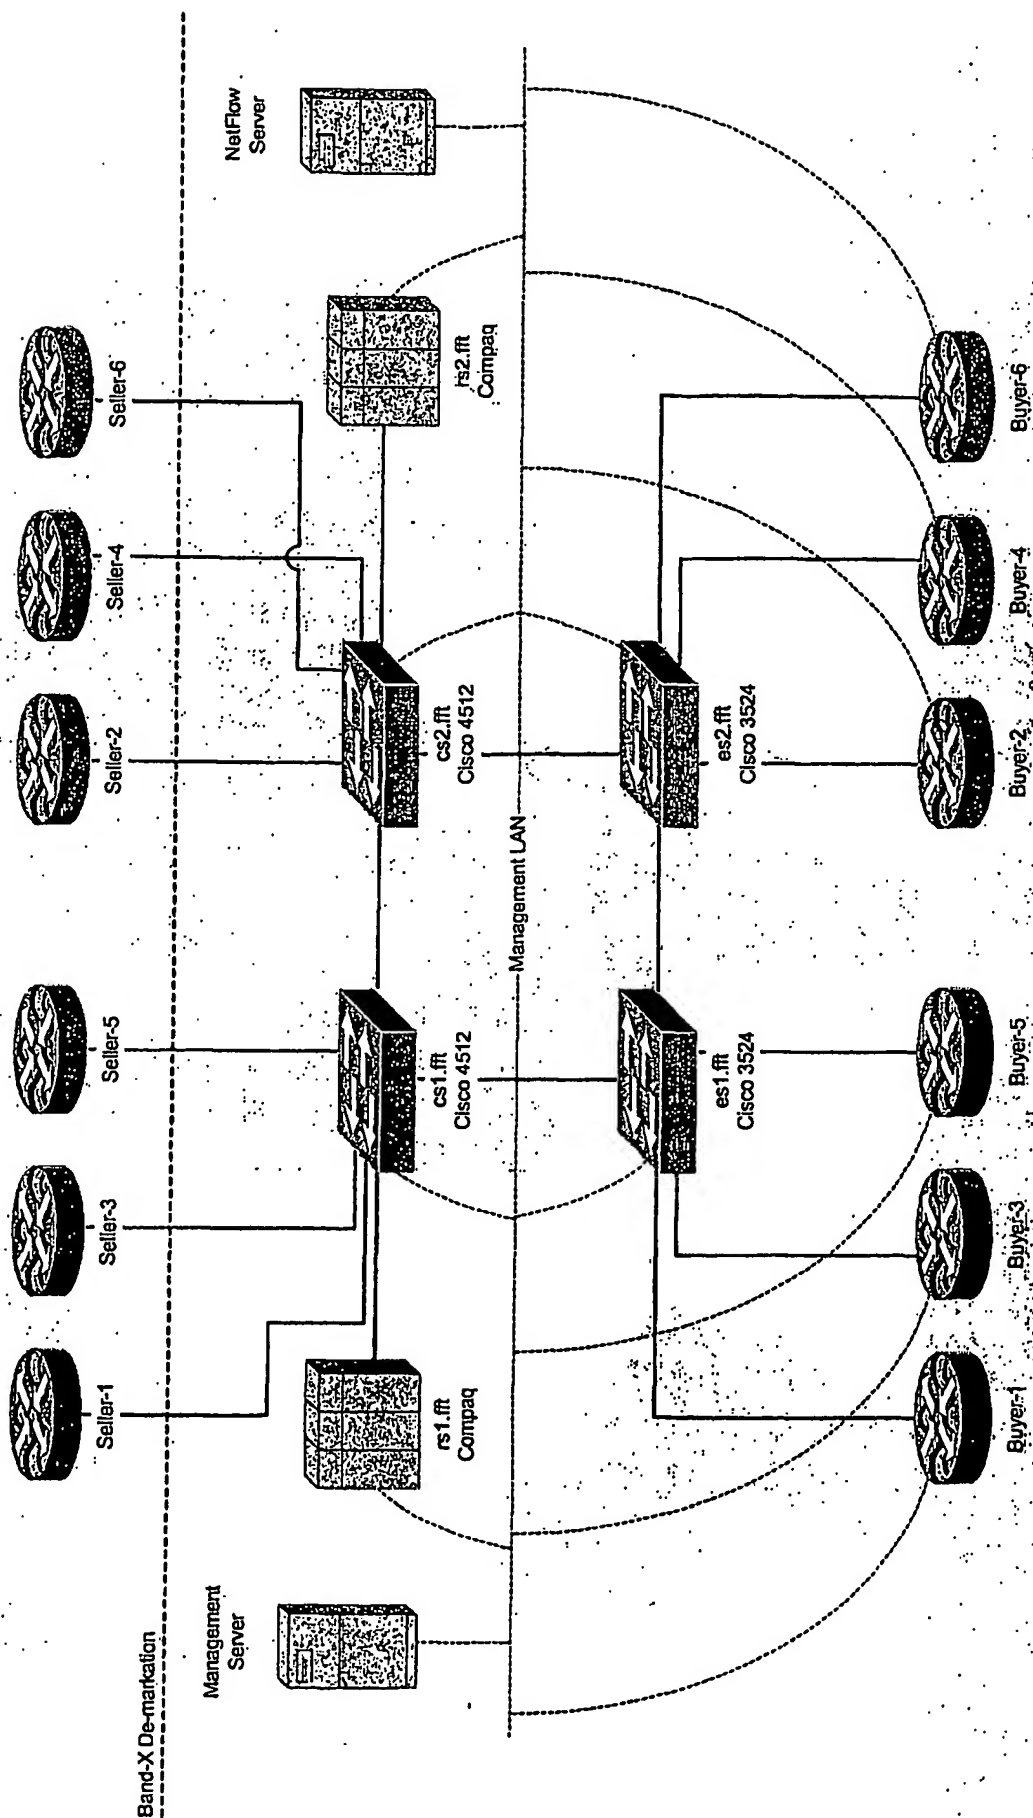 Band-X De-markation
Seller-1
Seller-3
Seller-5
Seller-2
Seller-4
Seller-6
Management
Server
NetFlow
Server
rs1.fft
Compaq
cs1.fft
Cisco 4512
cs2.fft
Cisco 4512
rs2.fft
Compaq
Management LAN
es1.fft
Cisco 3524
es2.fft
Cisco 3524
Buyer-1
Buyer-3
Buyer-5
Buyer-2
Buyer-4
Buyer-6